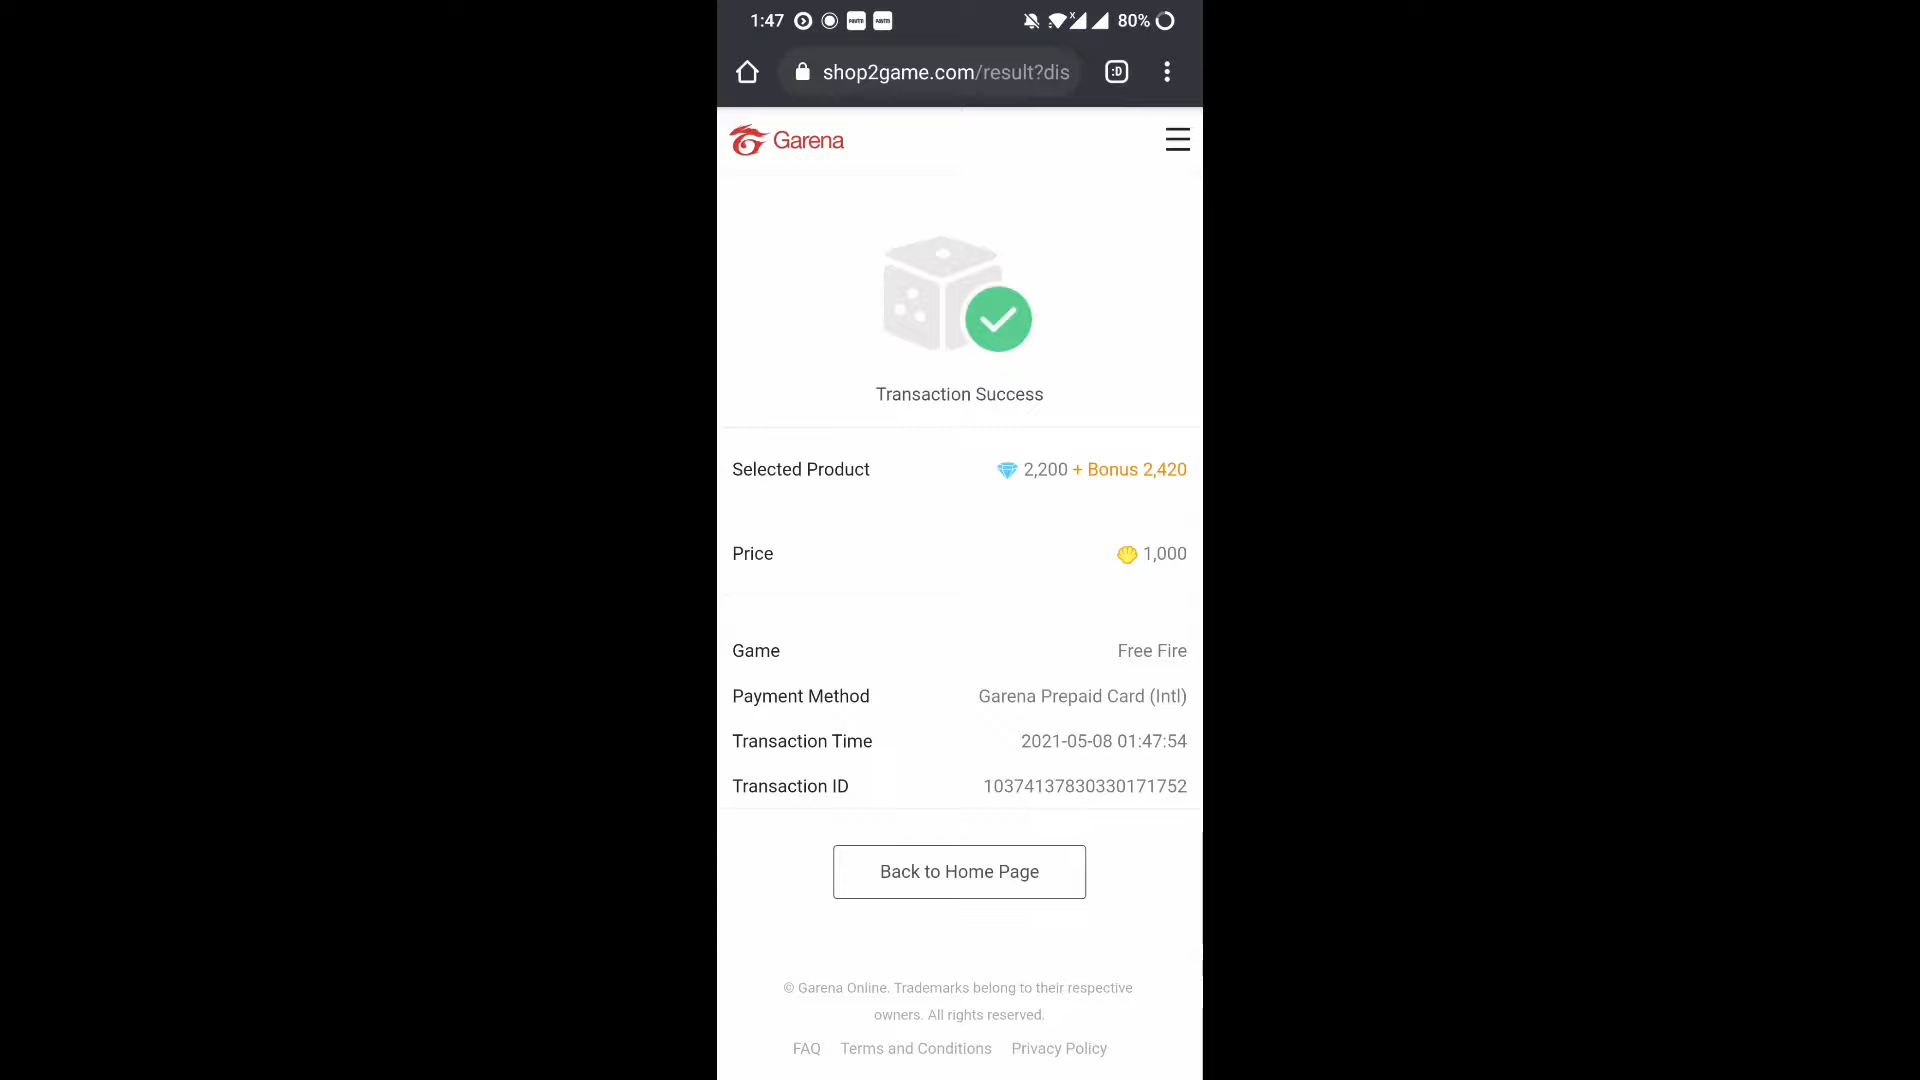 1:47 80%
shop2game.com/result?dis :D
Garena
Transaction Success
Selected Product 2,200 + Bonus 2,420
Price 1,000
Game Free Fire
Payment Method Garena Prepaid Card (Intl)
Transaction Time 2021-05-08 01:47:54
Transaction ID 10374137830330171752
Back to Home Page
© Garena Online. Trademarks belong to their respective
owners. All rights reserved.
FAQ Terms and Conditions Privacy Policy